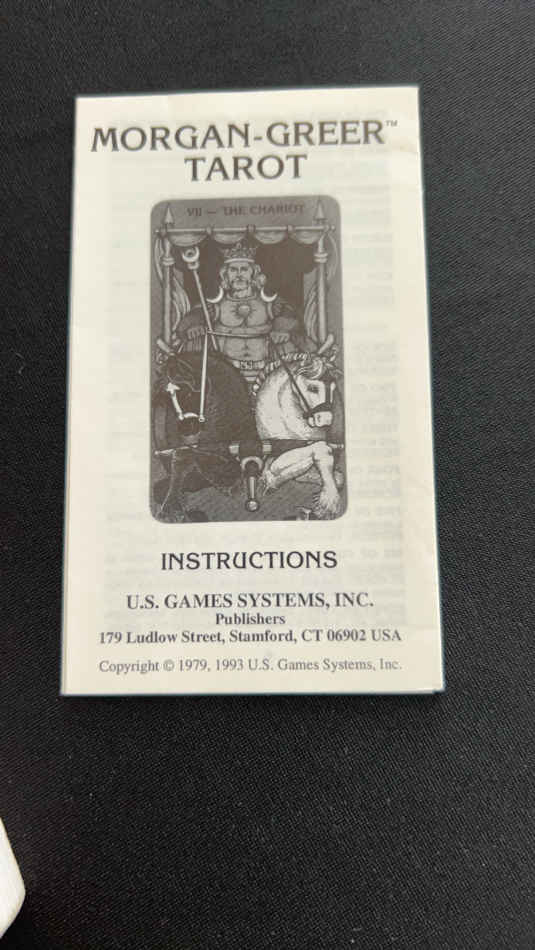 MORGAN-GREER™
TAROT
VII — THE CHARIOT
INSTRUCTIONS
U.S. GAMES SYSTEMS, INC.
Publishers
179 Ludlow Street, Stamford, CT 06902 USA
Copyright © 1979, 1993 U.S. Games Systems, Inc.